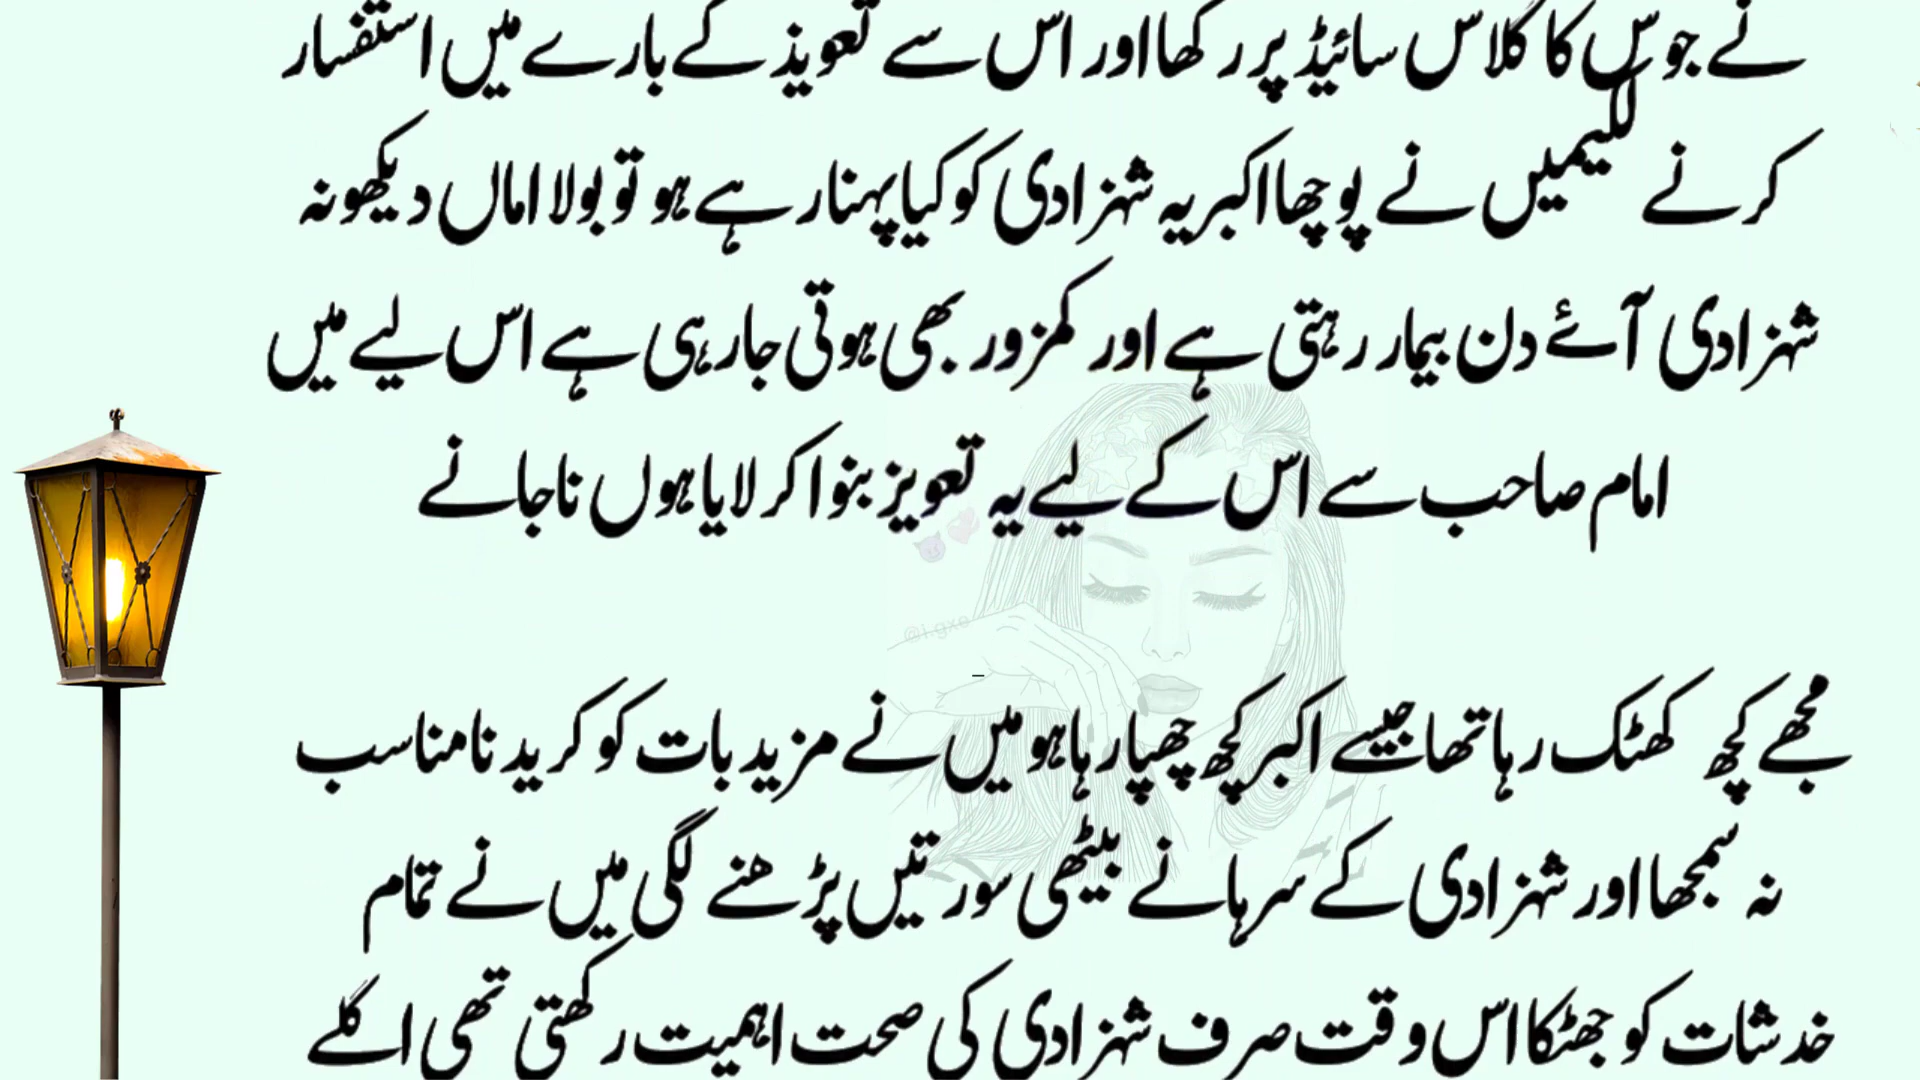 نے جوس کا گلاس سائیڈ پر رکھا اور اس سے تعویذ کے بارے میں استفسار
کرنے لگیمیں نے پوچھا اکبر یہ شہزادی کو کیا پہنا رہے ہو تو بولا اماں دیکھو نہ
شہزادی آئے دن بیمار رہتی ہے اور کمزور بھی ہوتی جا رہی ہے اس لیے میں
امام صاحب سے اس کے لیے یہ تعویز بنوا کر لایا ہوں نا جانے
@i.gxe
مجھے کچھ کھٹک رہا تھا جیسے اکبر کچھ چھپا رہا ہو میں نے مزید بات کو کرید نا مناسب
نہ سمجھا اور شہزادی کے سرہانے بیٹھی سورتیں پڑھنے لگی میں نے تمام
خدشات کو جھٹکا اس وقت صرف شہزادی کی صحت اہمیت رکھتی تھی اگلے